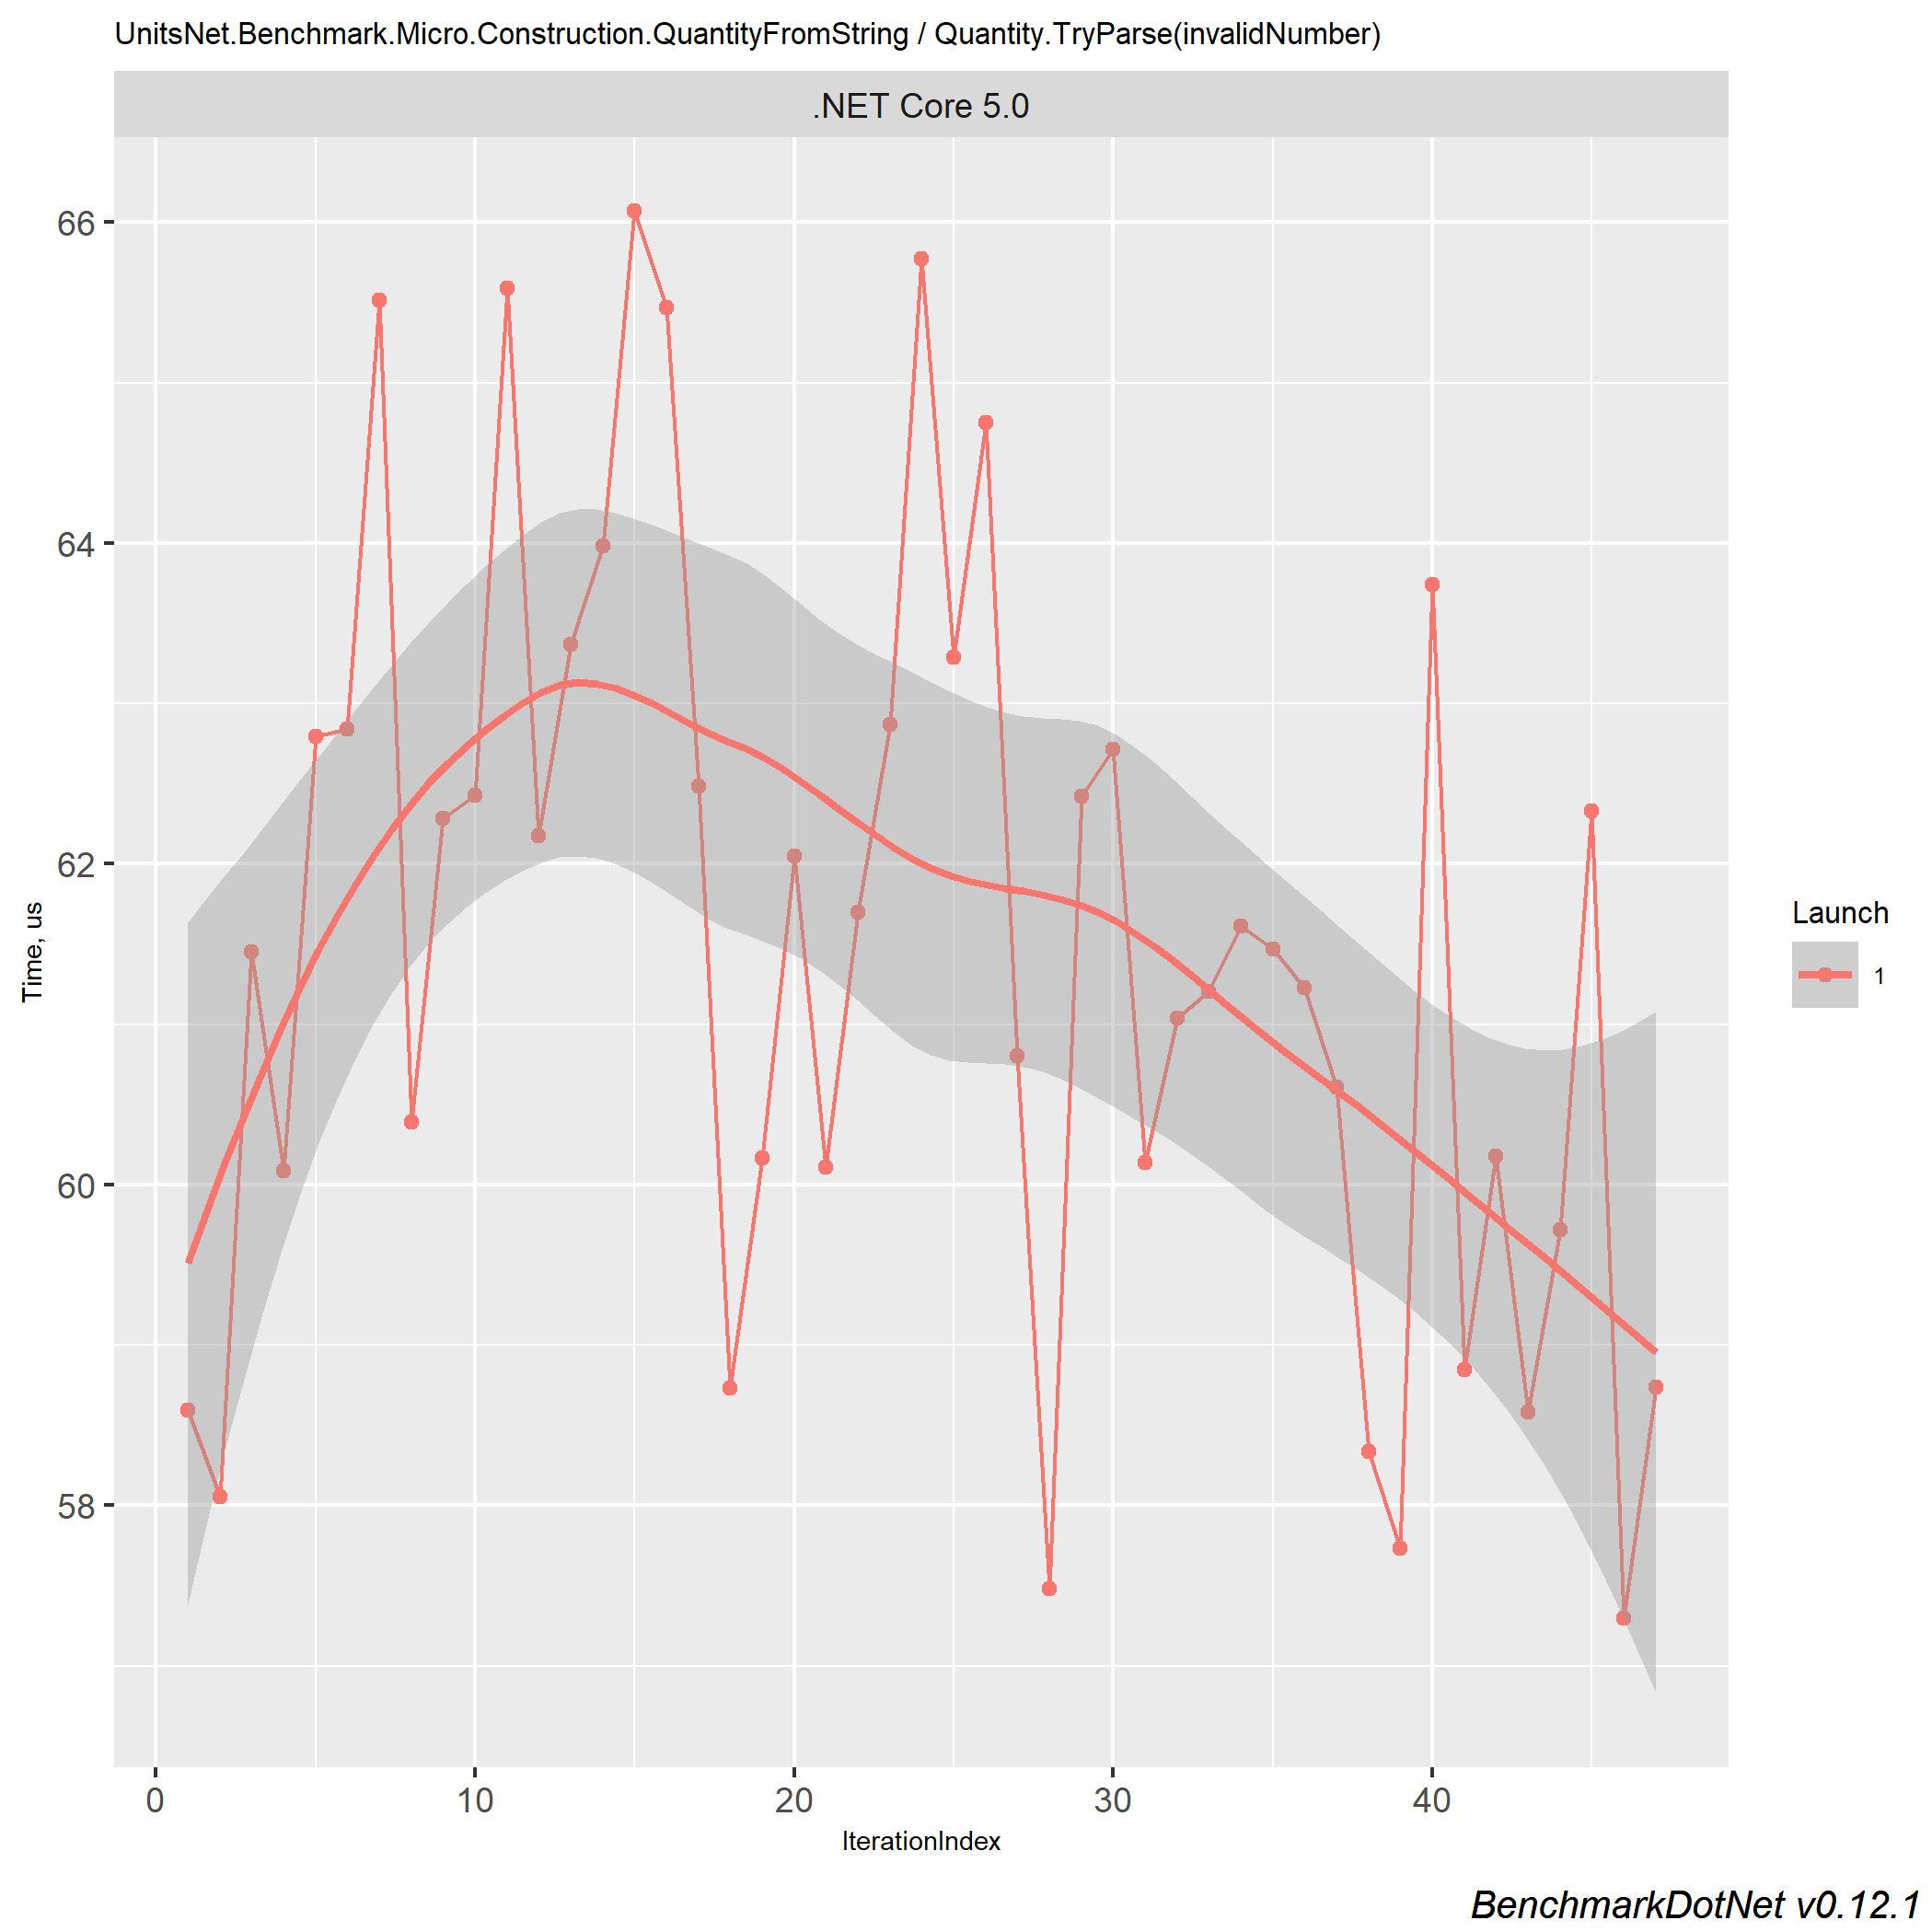 UnitsNet.Benchmark.Micro.Construction.QuantityFromString / Quantity.TryParse(invalidNumber)
.NET Core 5.0
66
64
62
60
58
Time, us
0 10 20 30 40
IterationIndex
Launch
1
BenchmarkDotNet v0.12.1